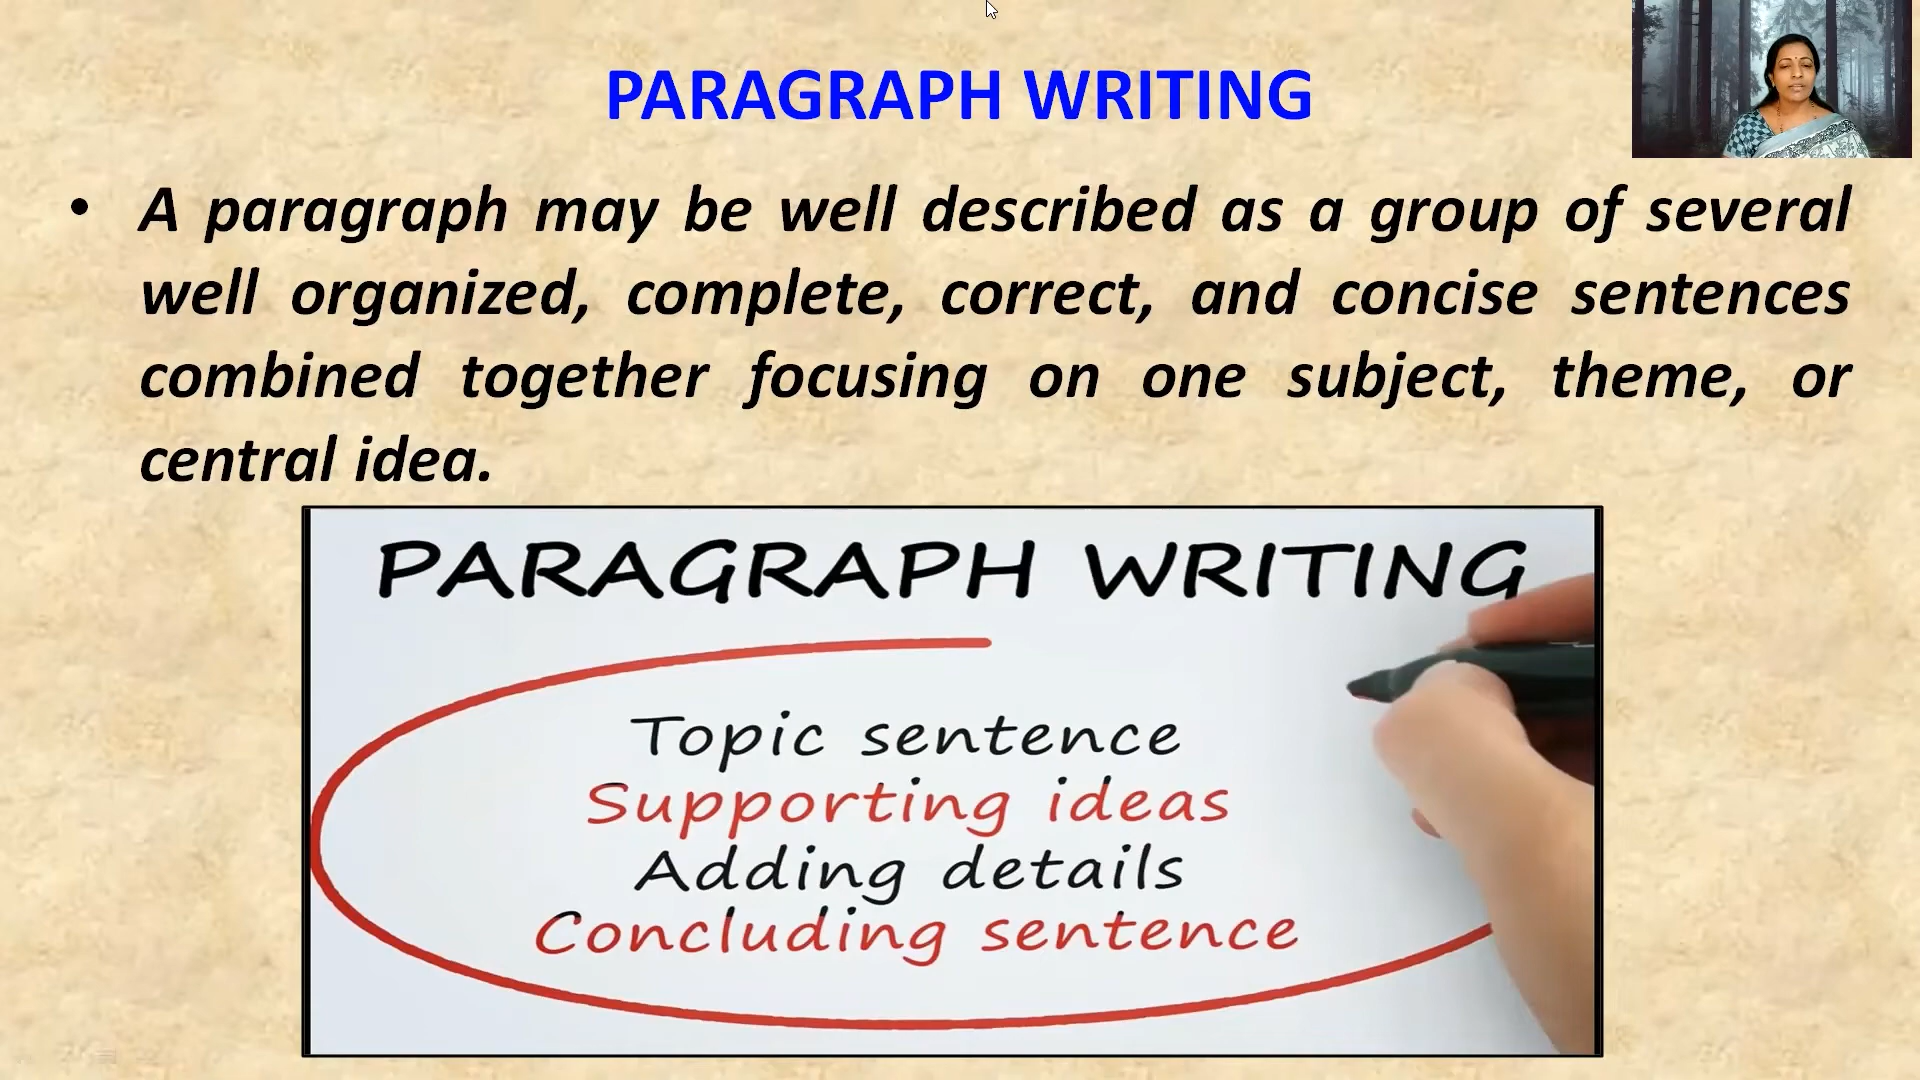 PARAGRAPH WRITING
• A paragraph may be well described as a group of several
well organized, complete, correct, and concise sentences
combined together focusing on one subject, theme, or
central idea.
PARAGRAPH WRITING
Topic sentence
Supporting ideas
Adding details
Concluding sentence